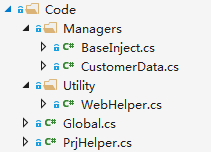 Code
Managers
C# BaseInject.cs
C# CustomerData.cs
Utility
C# WebHelper.cs
C# Global.cs
C# PrjHelper.cs